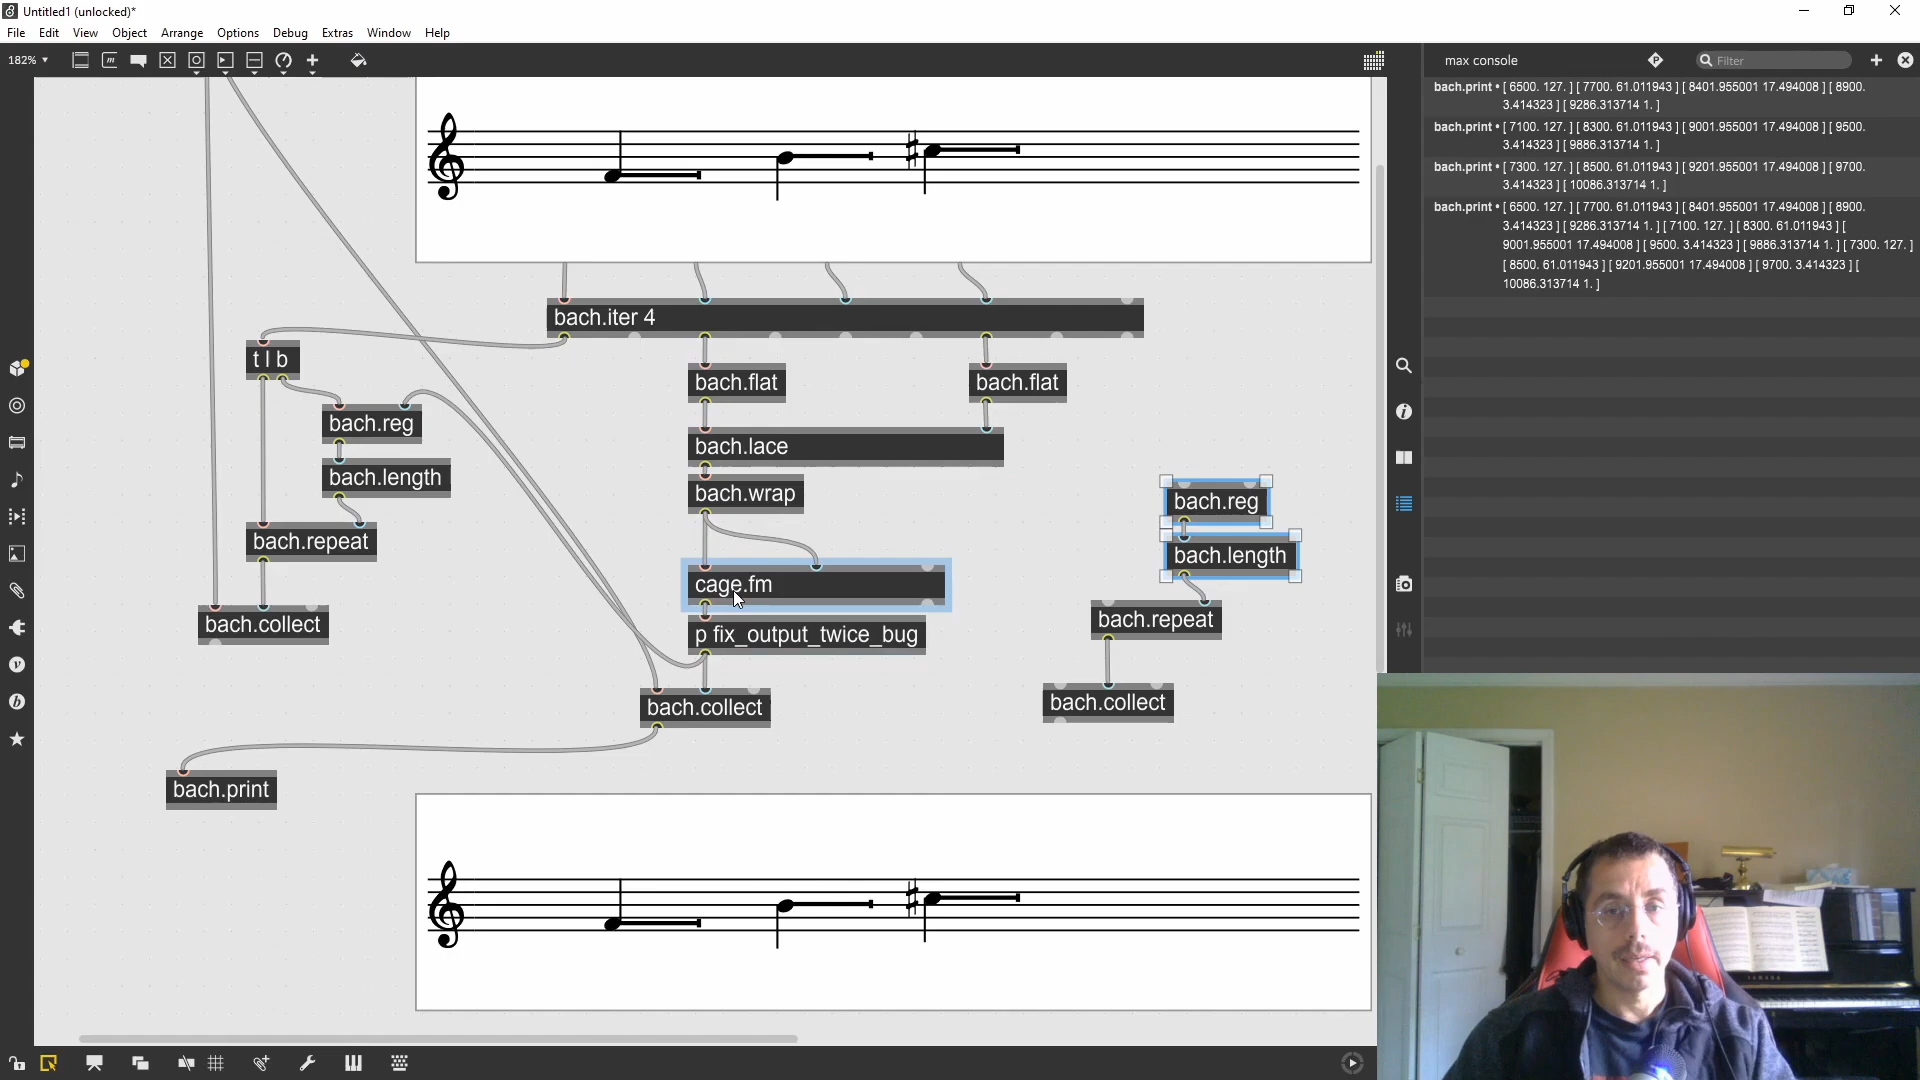 Untitled1 (unlocked)*
File Edit View Object Arrange Options Debug Extras Window Help
182%
max console
Filter
bach.print • [ 6500. 127. ] [ 7700. 61.011943 ] [ 8401.955001 17.494008 ] [ 8900.
3.414323 ] [ 9286.313714 1. ]
bach.print • [ 7100. 127. ] [ 8300. 61.011943 ] [ 9001.955001 17.494008 ] [ 9500.
3.414323 ] [ 9886.313714 1. ]
bach.print • [ 7300. 127. ] [ 8500. 61.011943 ] [ 9201.955001 17.494008 ] [ 9700.
3.414323 ] [ 10086.313714 1. ]
bach.print • [ 6500. 127. ] [ 7700. 61.011943 ] [ 8401.955001 17.494008 ] [ 8900.
3.414323 ] [ 9286.313714 1. ] [ 7100. 127. ] [ 8300. 61.011943 ] [
9001.955001 17.494008 ] [ 9500. 3.414323 ] [ 9886.313714 1. ] [ 7300. 127. ]
[ 8500. 61.011943 ] [ 9201.955001 17.494008 ] [ 9700. 3.414323 ] [
10086.313714 1. ]
bach.iter 4
t l b
bach.flat
bach.flat
bach.reg
bach.lace
bach.length
bach.wrap
bach.reg
bach.repeat
bach.length
cage.fm
bach.collect
bach.repeat
p fix_output_twice_bug
bach.collect
bach.collect
bach.print
YAMAHA